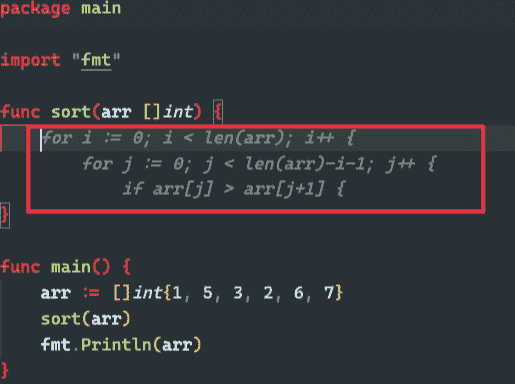 package main
import "fmt"
func sort(arr []int) {
for i := 0; i < len(arr); i++ {
for j := 0; j < len(arr)-i-1; j++ {
if arr[j] > arr[j+1] {
}
func main() {
arr := []int{1, 5, 3, 2, 6, 7}
sort(arr)
fmt.Println(arr)
}